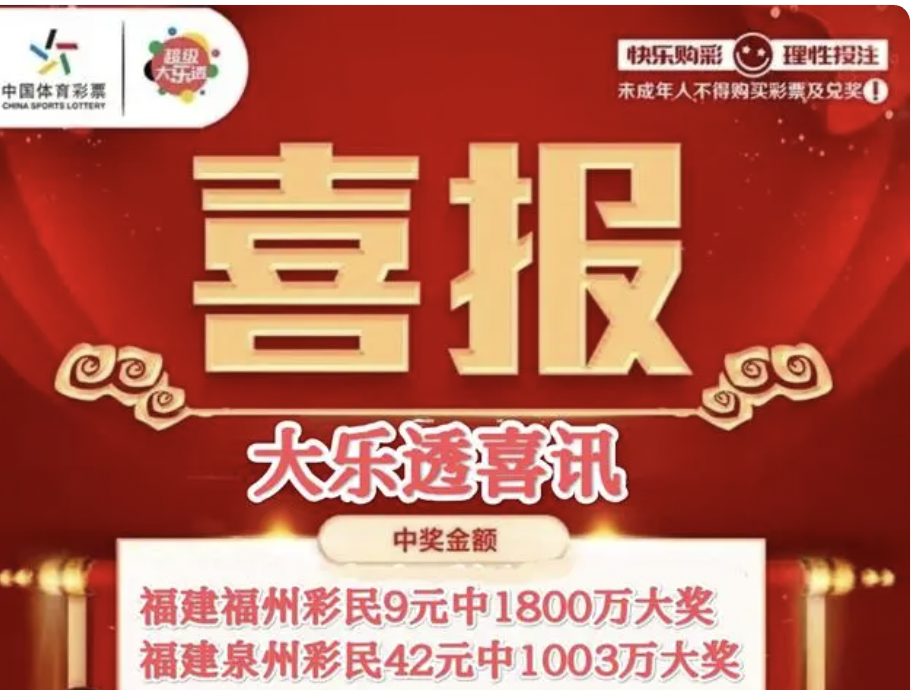 中国体育彩票
CHINA SPORTS LOTTERY
超级
大乐透
快乐购彩 理性投注
未成年人不得购买彩票及兑奖!
喜报
大乐透喜讯
中奖金额
福建福州彩民9元中1800万大奖
福建泉州彩民42元中1003万大奖